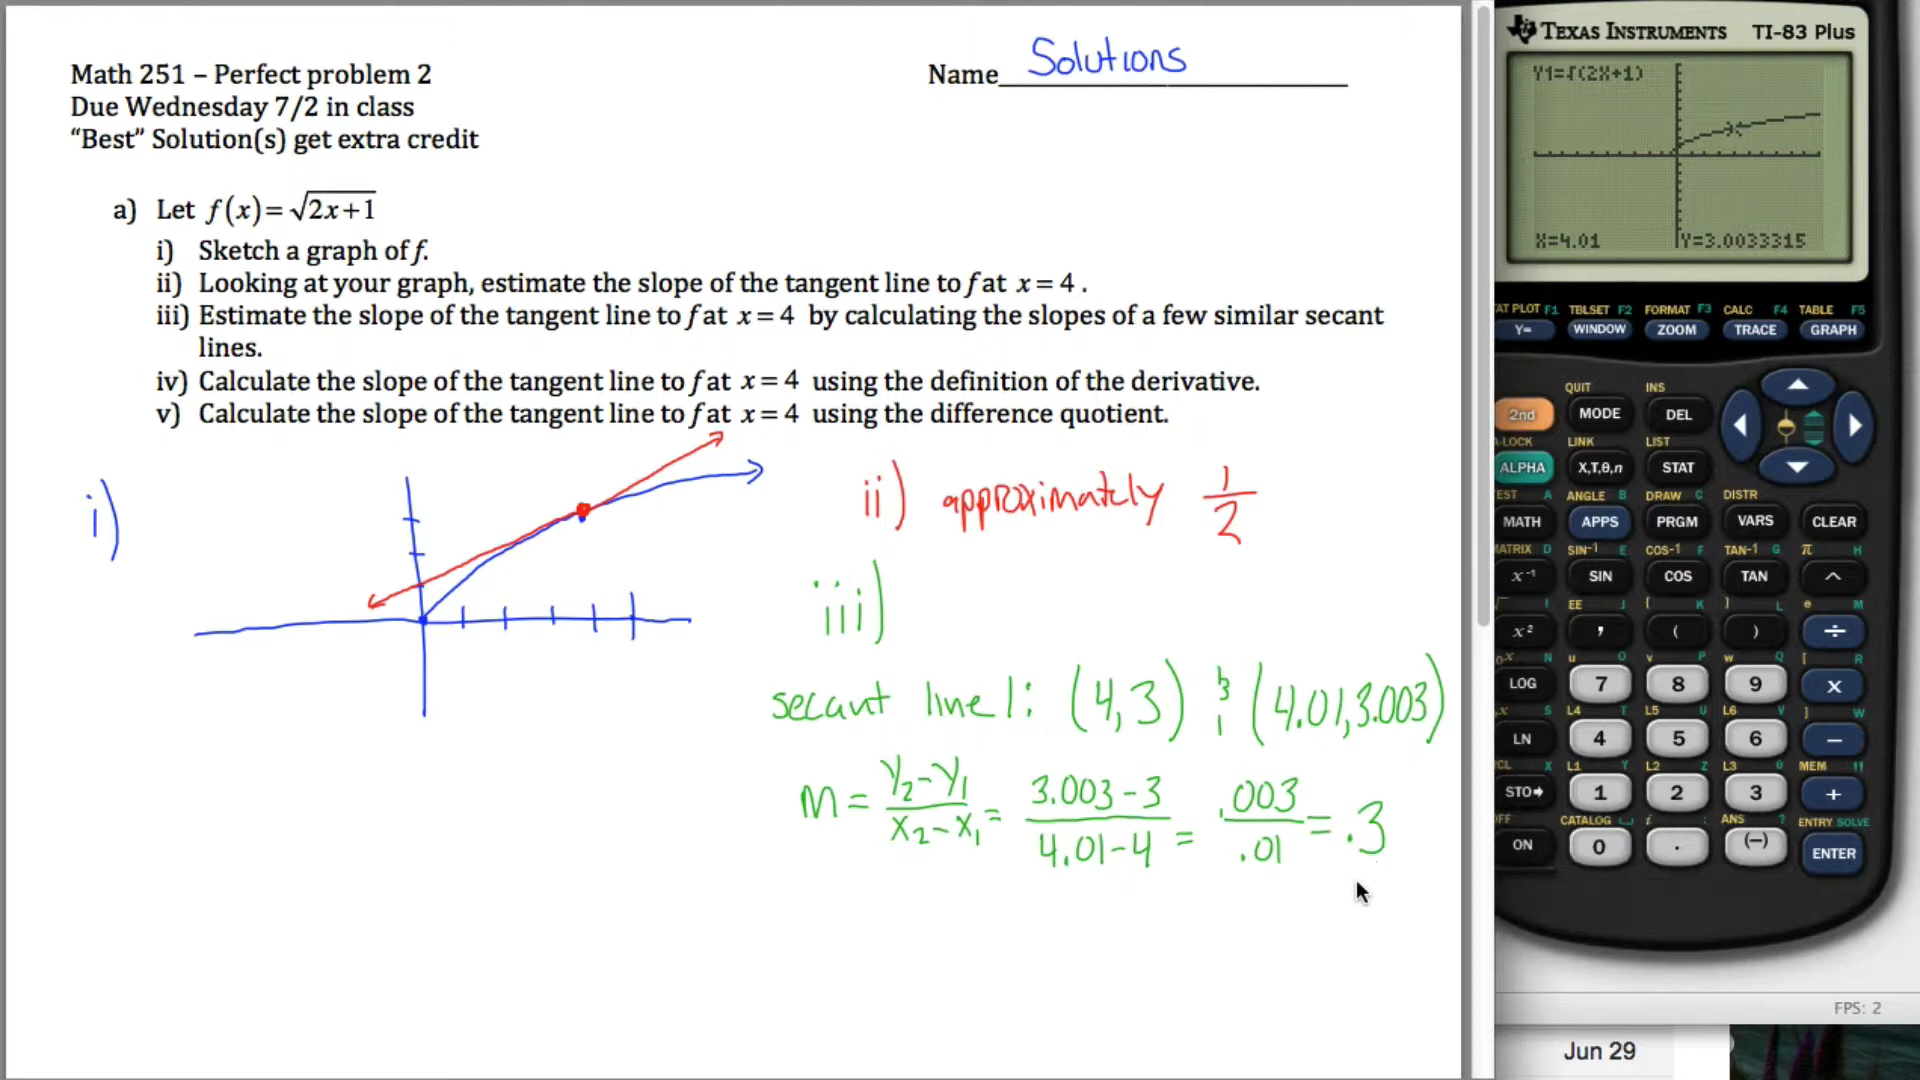 Math 251 – Perfect problem 2
Name Solutions
Due Wednesday 7/2 in class
“Best” Solution(s) get extra credit
a) Let f(x)=√2x+1
i) Sketch a graph of f.
ii) Looking at your graph, estimate the slope of the tangent line to f at x=4.
iii) Estimate the slope of the tangent line to f at x=4 by calculating the slopes of a few similar secant
lines.
iv) Calculate the slope of the tangent line to f at x=4 using the definition of the derivative.
v) Calculate the slope of the tangent line to f at x=4 using the difference quotient.
i)
ii) approximately 1/2
iii)
secant line 1: (4,3) & (4.01,3.003)
m = y2-y1/x2-x1 = 3.003-3/4.01-4 = .003/.01 = .3
TEXAS INSTRUMENTS TI-83 Plus
Y1=√(2X+1)
X=4.01 Y=3.0033315
TAT PLOT F1 TBLSET F2 FORMAT F3 CALC F4 TABLE F5
Y= WINDOW ZOOM TRACE GRAPH
QUIT INS
2nd MODE DEL
A-LOCK LINK LIST
ALPHA X,T,θ,n STAT
TEST A ANGLE B DRAW C DISTR
MATH APPS PRGM VARS CLEAR
MATRIX D SIN-1 E COS-1 F TAN-1 G π H
x-1 SIN COS TAN ^
√ I EE J { K } L e M
x2 , ( ) ÷
10x N u O v P w Q [ R
LOG 7 8 9 x
ex S L4 T L5 U L6 V ] W
LN 4 5 6 –
RCL X L1 Y L2 Z L3 θ MEM "
STO➔ 1 2 3 +
OFF CATALOG i : ANS ? ENTRY SOLVE
ON 0 . (–) ENTER
FPS: 2
Jun 29